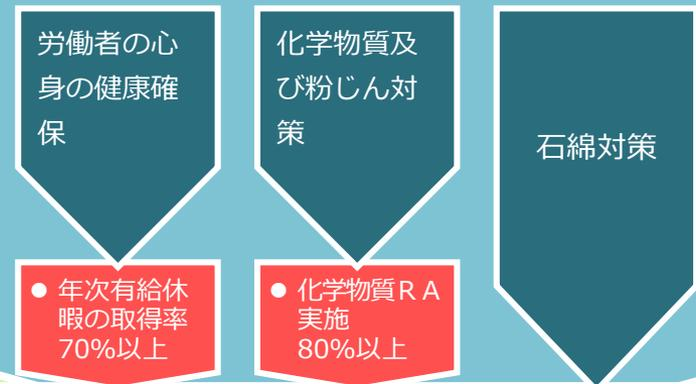 労働者の心
身の健康確
保
化学物質及
び粉じん対
策
石綿対策
● 年次有給休
暇の取得率
70%以上
● 化学物質ＲＡ
実施
80%以上